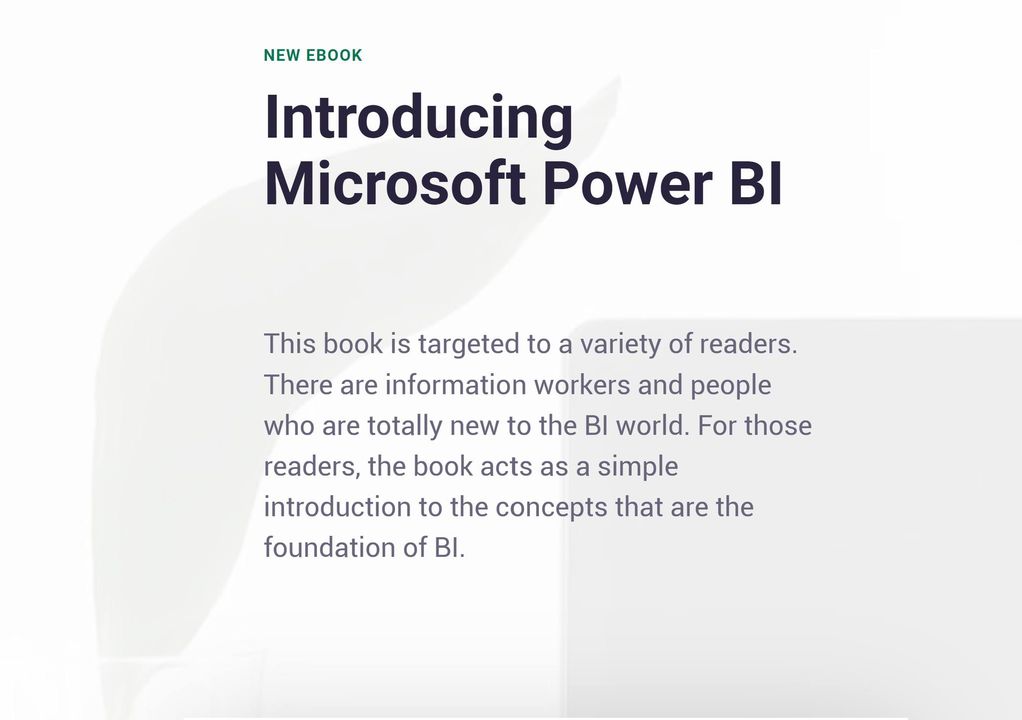 NEW EBOOK
Introducing
Microsoft Power BI
This book is targeted to a variety of readers.
There are information workers and people
who are totally new to the BI world. For those
readers, the book acts as a simple
introduction to the concepts that are the
foundation of BI.